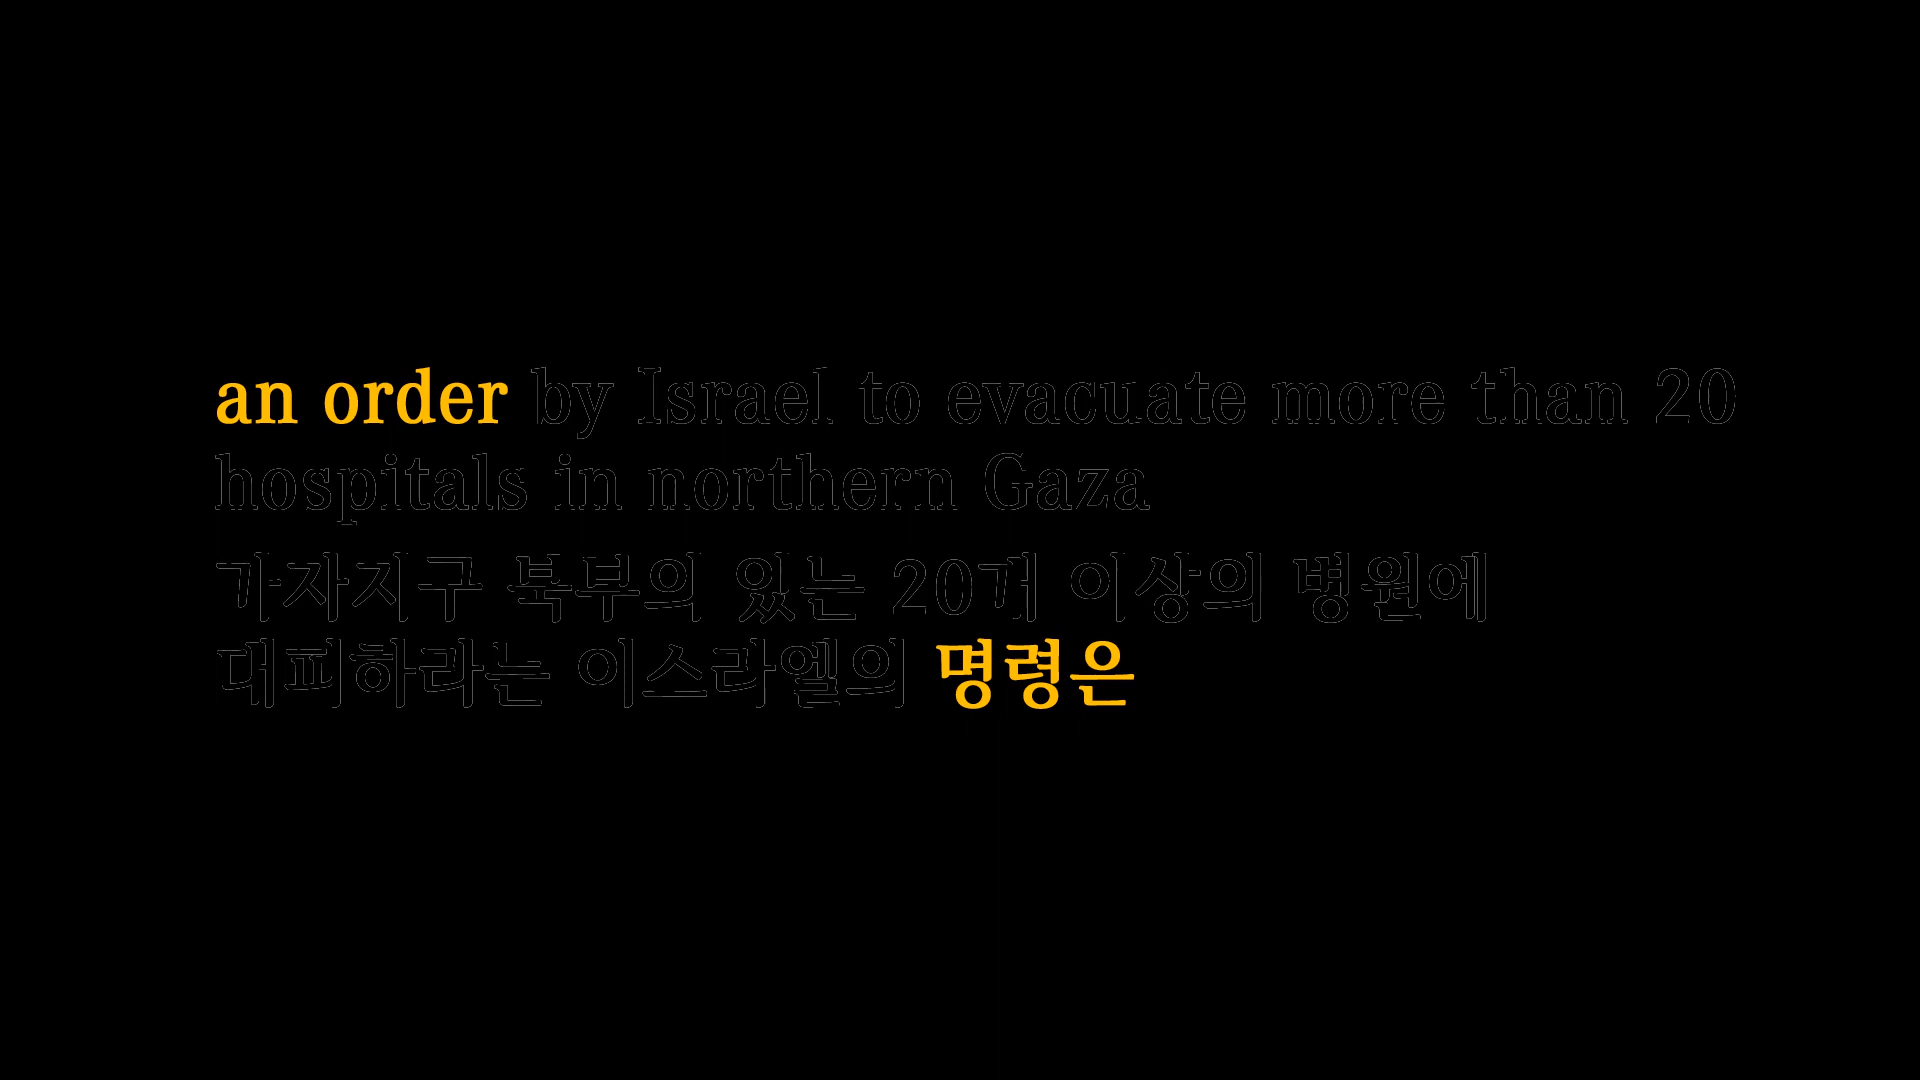 an order by Israel to evacuate more than 20
hospitals in northern Gaza
가자지구 북부의 있는 20개 이상의 병원에
대피하라는 이스라엘의 명령은